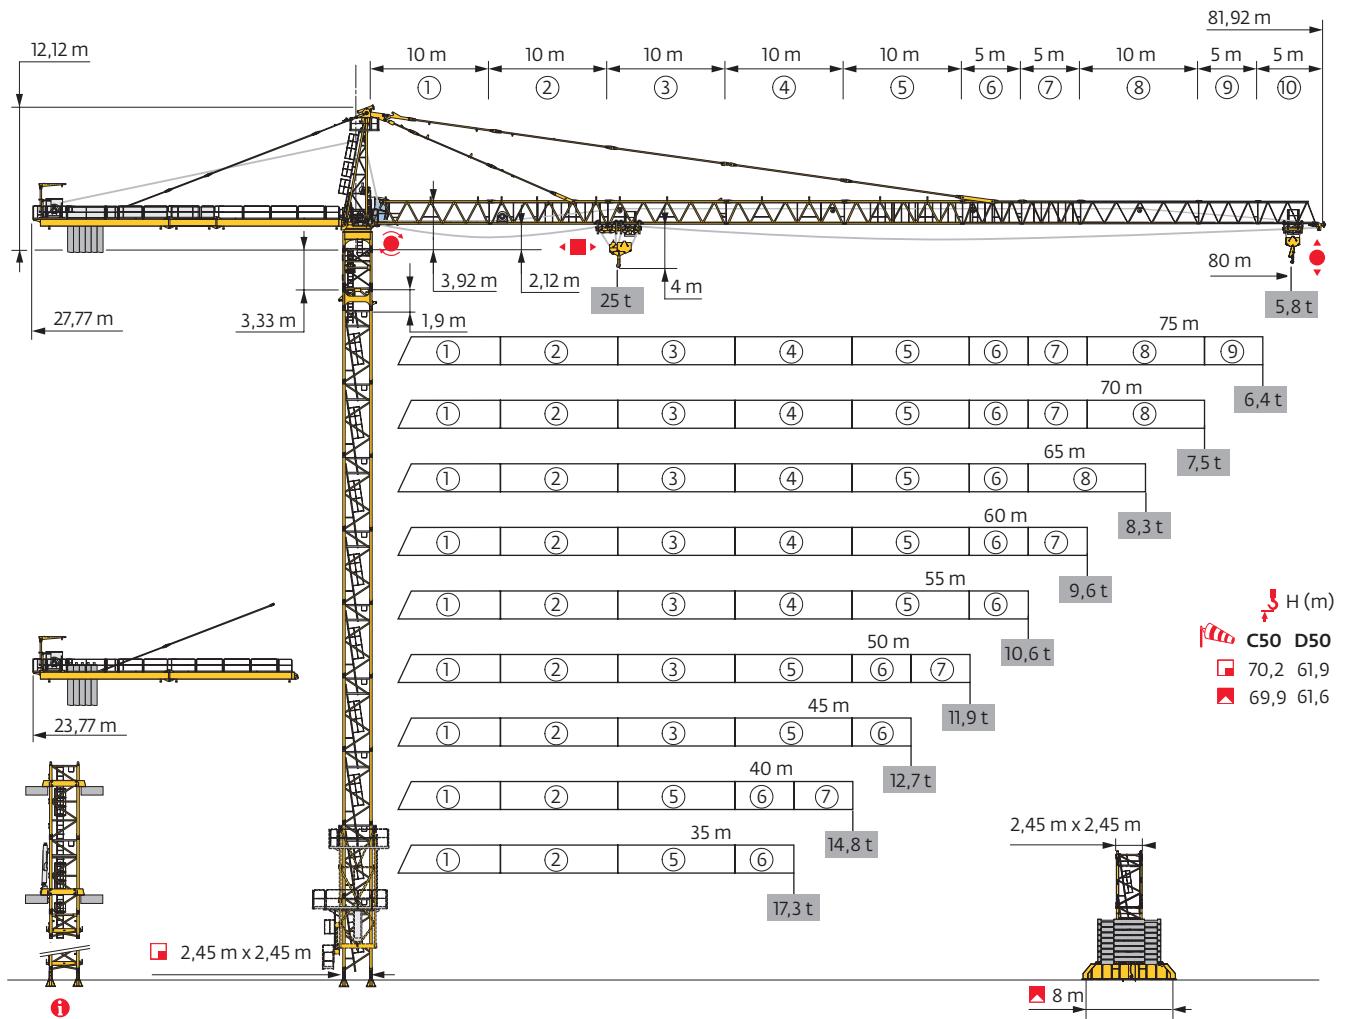 81,92 m
12,12 m
10 m 10 m 10 m 10 m 10 m 5 m 5 m 10 m 5 m 5 m
① ② ③ ④ ⑤ ⑥ ⑦ ⑧ ⑨ ⑩
80 m
3,92 m
2,12 m
4 m
25 t
5,8 t
27,77 m
3,33 m
1,9 m
75 m
① ② ③ ④ ⑤ ⑥ ⑦ ⑧ ⑨
6,4 t
70 m
① ② ③ ④ ⑤ ⑥ ⑦ ⑧
7,5 t
65 m
① ② ③ ④ ⑤ ⑥ ⑧
8,3 t
60 m
① ② ③ ④ ⑤ ⑥ ⑦
9,6 t
55 m
① ② ③ ④ ⑤ ⑥
10,6 t
H (m)
C50 D50
70,2 61,9
69,9 61,6
50 m
① ② ③ ⑤ ⑥ ⑦
11,9 t
23,77 m
45 m
① ② ③ ⑤ ⑥
12,7 t
40 m
① ② ⑤ ⑥ ⑦
14,8 t
35 m
① ② ⑤ ⑥
17,3 t
2,45 m x 2,45 m
2,45 m x 2,45 m
8 m
i